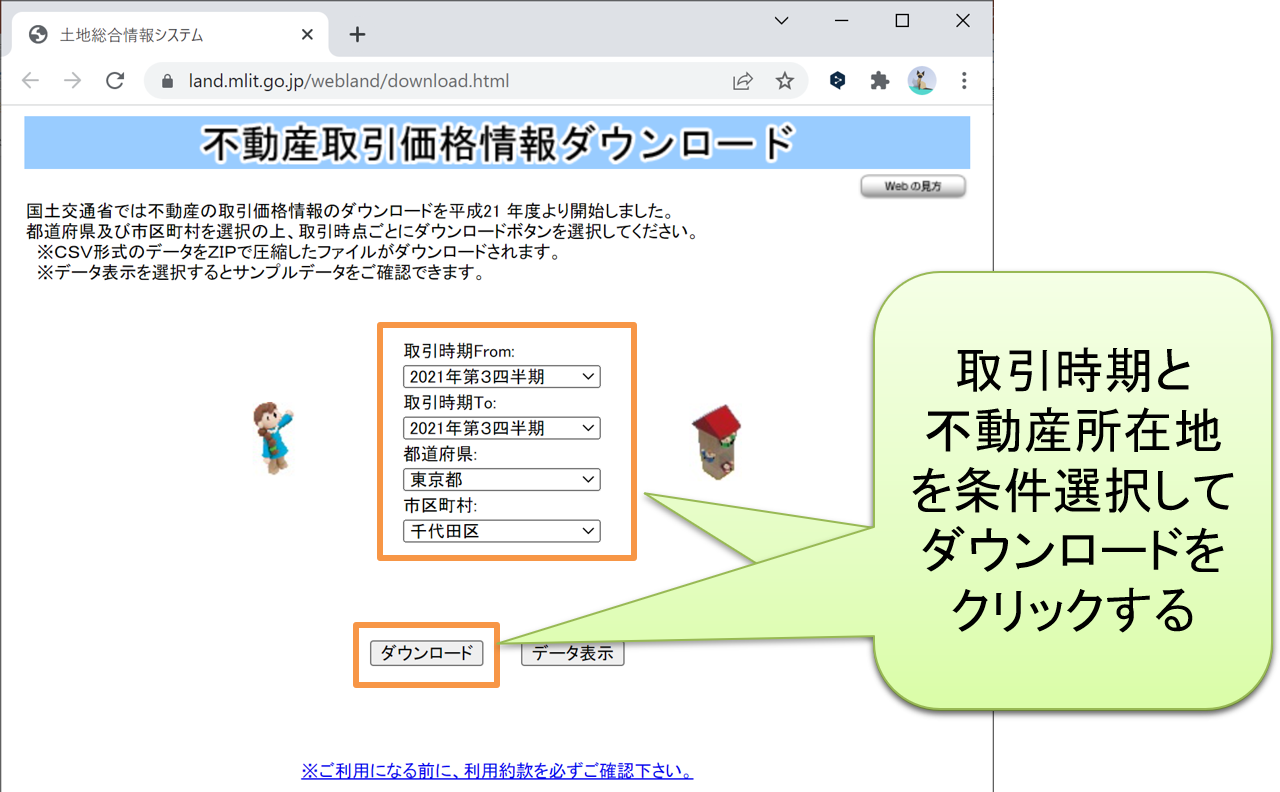 土地総合情報システム
land.mlit.go.jp/webland/download.html
不動産取引価格情報ダウンロード
Webの見方
国土交通省では不動産の取引価格情報のダウンロードを平成21 年度より開始しました。
都道府県及び市区町村を選択の上、取引時点ごとにダウンロードボタンを選択してください。
※CSV形式のデータをZIPで圧縮したファイルがダウンロードされます。
※データ表示を選択するとサンプルデータをご確認できます。
取引時期From:
2021年第3四半期
取引時期To:
2021年第3四半期
都道府県:
東京都
市区町村:
千代田区
ダウンロード
データ表示
※ご利用になる前に、利用約款を必ずご確認下さい。
取引時期と
不動産所在地
を条件選択して
ダウンロードを
クリックする